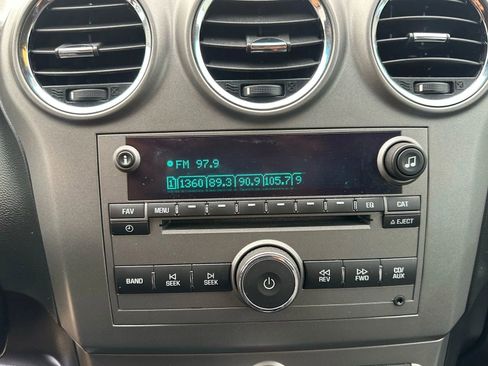 FM 97.9
1 1360 89.3 90.9 105.7 9
FAV MENU EQ CAT
EJECT
BAND SEEK SEEK REV FWD CD/AUX